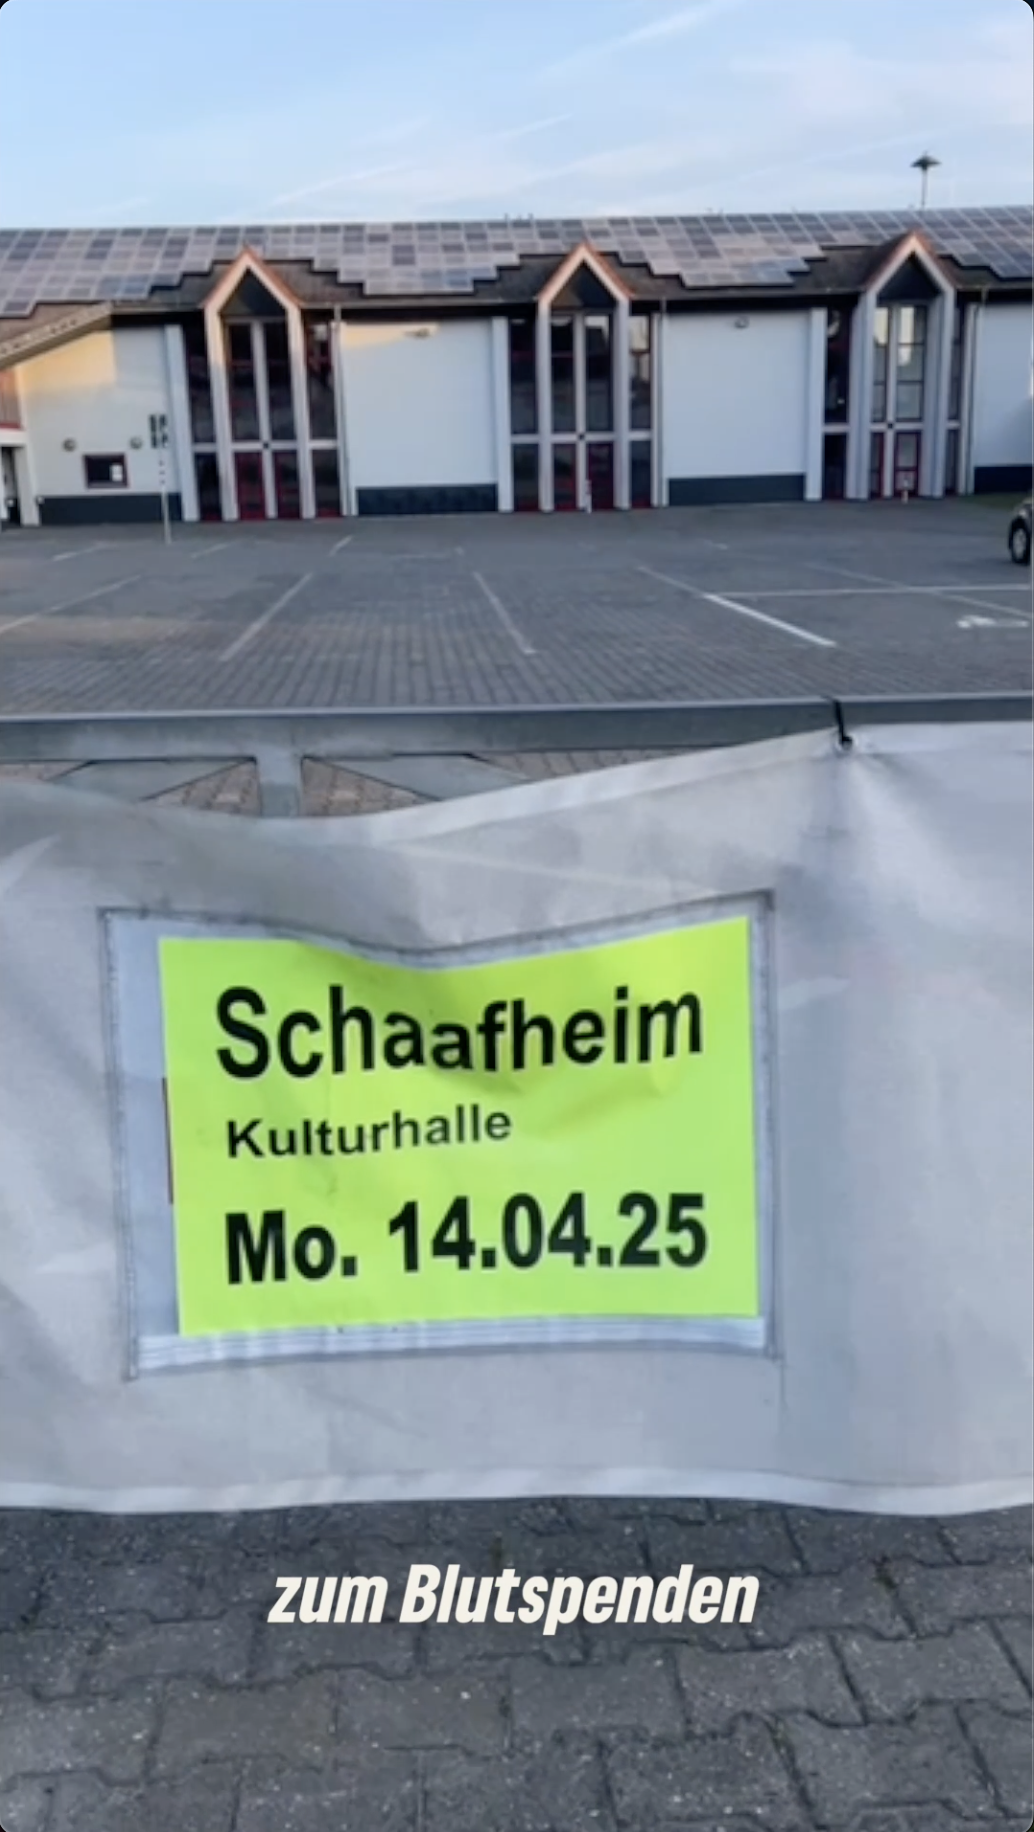 Schaafheim
Kulturhalle
Mo. 14.04.25
zum Blutspenden